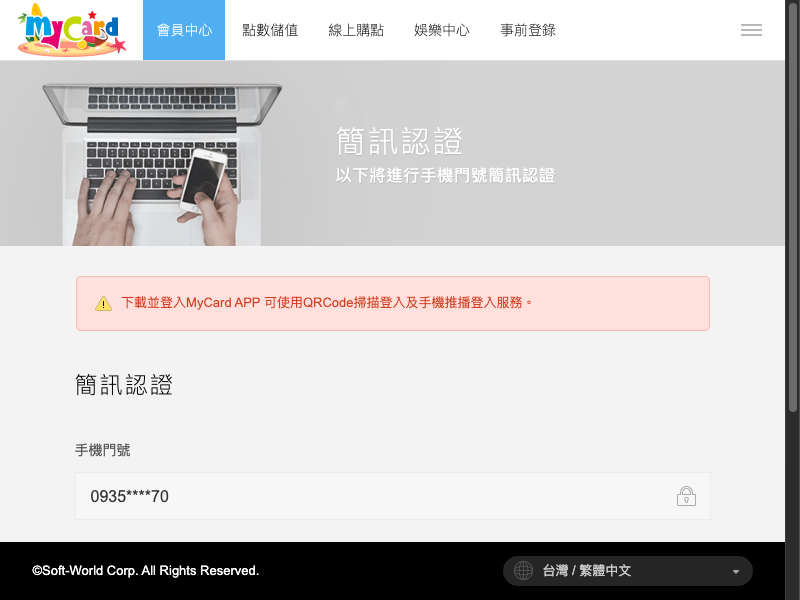 MyCard
會員中心
點數儲值
線上購點
娛樂中心
事前登錄
簡訊認證
以下將進行手機門號簡訊認證
下載並登入MyCard APP 可使用QRCode掃描登入及手機推播登入服務。
簡訊認證
手機門號
0935****70
©Soft-World Corp. All Rights Reserved.
台灣 / 繁體中文